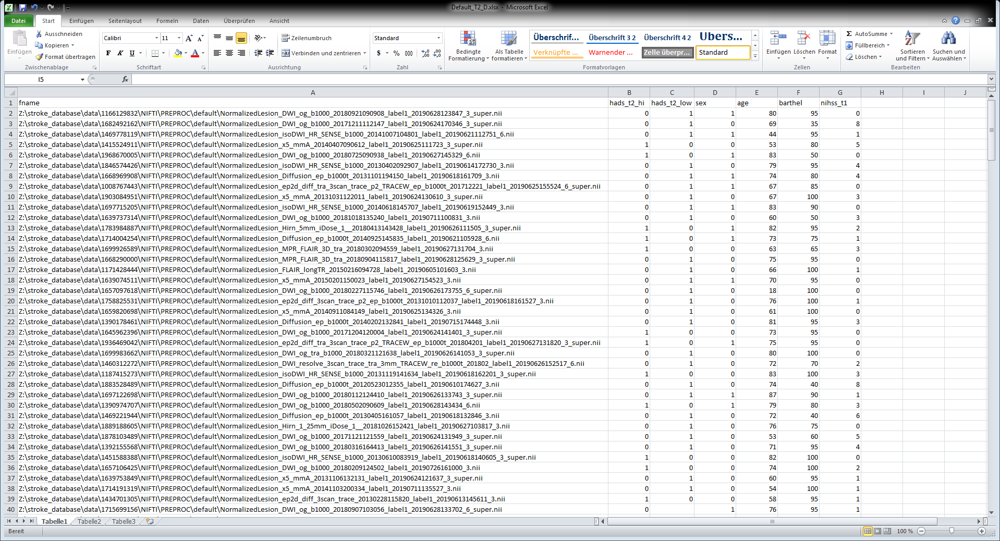 Default_T2_D.xlsx - Microsoft Excel
Datei Start Einfügen Seitenlayout Formeln Daten Überprüfen Ansicht
Einfügen
Ausschneiden
Kopieren
Format übertragen
Zwischenablage
Calibri 11
F K U
Schriftart
Zeilenumbruch
Verbinden und zentrieren
Ausrichtung
Standard
$ % 000
Zahl
Bedingte Formatierung
Als Tabelle formatieren
Überschrif... Überschrift 3 2 Überschrift 4 2 Übers...
Verknüpfte ... Warnender ... Zelle überpr... Standard
Formatvorlagen
Einfügen Löschen Format
Zellen
Σ AutoSumme
Füllbereich
Löschen
Sortieren und Filtern
Suchen und Auswählen
Bearbeiten
I5 fx
A B C D E F G H I J
1 fname hads_t2_hi hads_t2_low sex age barthel nihss_t1
2 Z:\stroke_database\data\1166129832\NIFTI\PREPROC\default\NormalizedLesion_DWI_og_b1000_20180921090908_label1_20190628123847_3_super.nii 0 1 1 80 95 0
3 Z:\stroke_database\data\1682492162\NIFTI\PREPROC\default\NormalizedLesion_DWI_og_b1000_20171211112147_label1_20190624170346_3_super.nii 0 1 0 69 35 8
4 Z:\stroke_database\data\1469778119\NIFTI\PREPROC\default\NormalizedLesion_isoDWI_HR_SENSE_b1000_20141007104801_label1_20190621112751_6.nii 0 1 1 44 95 1
5 Z:\stroke_database\data\1415524911\NIFTI\PREPROC\default\NormalizedLesion_x5_mmA_20140407090612_label1_20190625111723_3_super.nii 1 0 0 53 80 5
6 Z:\stroke_database\data\1968670005\NIFTI\PREPROC\default\NormalizedLesion_DWI_og_b1000_20180725090938_label1_20190627145329_6.nii 1 0 1 83 50 0
7 Z:\stroke_database\data\1846574426\NIFTI\PREPROC\default\NormalizedLesion_isoDWI_HR_SENSE_b1000_20130402092907_label1_20190614172730_3.nii 0 1 0 79 95 4
8 Z:\stroke_database\data\1668969908\NIFTI\PREPROC\default\NormalizedLesion_Diffusion_ep_b1000t_20131101194150_label1_20190618161709_3.nii 0 1 1 74 80 4
9 Z:\stroke_database\data\1008767443\NIFTI\PREPROC\default\NormalizedLesion_ep2d_diff_tra_3scan_trace_p2_TRACEW_ep_b1000t_201712221_label1_20190625155524_6_super.nii 0 1 1 67 85 0
10 Z:\stroke_database\data\1903084951\NIFTI\PREPROC\default\NormalizedLesion_x5_mmA_20131031122011_label1_20190624130610_3_super.nii 0 1 0 67 100 3
11 Z:\stroke_database\data\1697715205\NIFTI\PREPROC\default\NormalizedLesion_isoDWI_HR_SENSE_b1000_20140618145707_label1_20190619152449_3.nii 0 1 1 83 90 0
12 Z:\stroke_database\data\1639737314\NIFTI\PREPROC\default\NormalizedLesion_DWI_og_b1000_20181018135240_label1_20190711100831_3.nii 0 1 0 60 50 3
13 Z:\stroke_database\data\1783984887\NIFTI\PREPROC\default\NormalizedLesion_Hirn_5mm_iDose_1__20180413143428_label1_20190626111505_3_super.nii 1 0 1 82 95 2
14 Z:\stroke_database\data\1714004254\NIFTI\PREPROC\default\NormalizedLesion_Diffusion_ep_b1000t_20140925145835_label1_20190621105928_6.nii 1 0 1 73 75 1
15 Z:\stroke_database\data\1699926589\NIFTI\PREPROC\default\NormalizedLesion_MPR_FLAIR_3D_tra_20180302094559_label1_20190627131704_3.nii 1 0 0 63 65 3
16 Z:\stroke_database\data\1668290000\NIFTI\PREPROC\default\NormalizedLesion_MPR_FLAIR_3D_tra_20180904115817_label1_20190628125629_3_super.nii 0 1 0 75 95 0
17 Z:\stroke_database\data\1171428444\NIFTI\PREPROC\default\NormalizedLesion_FLAIR_longTR_20150216094728_label1_20190605101603_3.nii 0 1 0 66 100 1
18 Z:\stroke_database\data\1639074511\NIFTI\PREPROC\default\NormalizedLesion_x5_mmA_20150201150023_label1_20190627154523_3.nii 0 1 1 70 95 0
19 Z:\stroke_database\data\1657097618\NIFTI\PREPROC\default\NormalizedLesion_DWI_og_b1000_20180227115746_label1_20190626173755_6_super.nii 0 1 0 18 100 0
20 Z:\stroke_database\data\1758825531\NIFTI\PREPROC\default\NormalizedLesion_ep2d_diff_3scan_trace_p2_ep_b1000t_20131010112037_label1_20190618161527_3.nii 0 1 0 76 100 1
21 Z:\stroke_database\data\1659820698\NIFTI\PREPROC\default\NormalizedLesion_x5_mmA_20140911084149_label1_20190625134326_3.nii 0 1 0 61 100 0
22 Z:\stroke_database\data\1390178461\NIFTI\PREPROC\default\NormalizedLesion_Diffusion_ep_b1000t_20140202132841_label1_20190715174448_3.nii 0 1 0 81 95 3
23 Z:\stroke_database\data\1645962396\NIFTI\PREPROC\default\NormalizedLesion_DWI_og_b1000_20171204120004_label1_20190624141401_3_super.nii 1 0 0 73 95 0
24 Z:\stroke_database\data\1936469042\NIFTI\PREPROC\default\NormalizedLesion_ep2d_diff_tra_3scan_trace_p2_TRACEW_ep_b1000t_201804201_label1_20190627131820_3_super.nii 1 0 1 75 95 0
25 Z:\stroke_database\data\1699983662\NIFTI\PREPROC\default\NormalizedLesion_DWI_og_tra_b1000_20180321121638_label1_20190626141053_3_super.nii 0 1 0 80 100 0
26 Z:\stroke_database\data\1460312272\NIFTI\PREPROC\default\NormalizedLesion_DWI_resolve_3scan_trace_tra_3mm_TRACEW_re_b1000t_201802_label1_20190626152517_6.nii 0 1 0 72 70 2
27 Z:\stroke_database\data\1187415273\NIFTI\PREPROC\default\NormalizedLesion_isoDWI_HR_SENSE_b1000_20131119141634_label1_20190618162201_3_super.nii 1 0 0 83 100 3
28 Z:\stroke_database\data\1883528489\NIFTI\PREPROC\default\NormalizedLesion_Diffusion_ep_b1000t_20120523012355_label1_20190610174627_3.nii 0 1 0 74 40 8
29 Z:\stroke_database\data\1697122698\NIFTI\PREPROC\default\NormalizedLesion_DWI_og_b1000_20180112124410_label1_20190626133743_3_super.nii 0 1 1 87 90 1
30 Z:\stroke_database\data\1390974707\NIFTI\PREPROC\default\NormalizedLesion_DWI_og_b1000_20180502090609_label1_20190628143434_6.nii 1 0 1 79 80 3
31 Z:\stroke_database\data\1469221944\NIFTI\PREPROC\default\NormalizedLesion_Diffusion_ep_b1000t_20130405161057_label1_20190618132846_3.nii 0 1 0 72 40 6
32 Z:\stroke_database\data\1889188605\NIFTI\PREPROC\default\NormalizedLesion_Hirn_1_25mm_iDose_1__20181026152421_label1_20190627103817_3.nii 0 1 0 76 75 0
33 Z:\stroke_database\data\1878103489\NIFTI\PREPROC\default\NormalizedLesion_DWI_og_b1000_20171121121559_label1_20190624131949_3_super.nii 0 1 0 53 60 5
34 Z:\stroke_database\data\1392155568\NIFTI\PREPROC\default\NormalizedLesion_DWI_og_b1000_20180316164413_label1_20190626141551_3_super.nii 0 1 0 71 95 4
35 Z:\stroke_database\data\1451588388\NIFTI\PREPROC\default\NormalizedLesion_isoDWI_HR_SENSE_b1000_20130610083919_label1_20190618140605_3_super.nii 1 0 0 82 100 0
36 Z:\stroke_database\data\1657106425\NIFTI\PREPROC\default\NormalizedLesion_DWI_og_b1000_20180209124502_label1_20190726161000_3.nii 1 0 0 74 100 2
37 Z:\stroke_database\data\1639753849\NIFTI\PREPROC\default\NormalizedLesion_x5_mmA_20131106132131_label1_20190624121637_3_super.nii 0 1 0 60 95 1
38 Z:\stroke_database\data\1714191319\NIFTI\PREPROC\default\NormalizedLesion_x5_mmA_20141103200334_label1_20190711135527_3.nii 0 1 0 54 100 1
39 Z:\stroke_database\data\1434701305\NIFTI\PREPROC\default\NormalizedLesion_ep2d_diff_3scan_trace_20130228115820_label1_20190613145611_3.nii 1 0 0 58 95 1
40 Z:\stroke_database\data\1715699156\NIFTI\PREPROC\default\NormalizedLesion_DWI_og_b1000_20180907103056_label1_20190628133702_6_super.nii 0 1 76 95 1
Tabelle1 Tabelle2 Tabelle3
Bereit 100 %